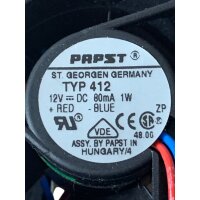 PAPST
ST. GEORGEN GERMANY
TYP 412
12V ⎓ DC 80mA 1W
+ RED - BLUE
ZP
VDE
48.00
ASSY. BY PAPST IN
HUNGARY/4